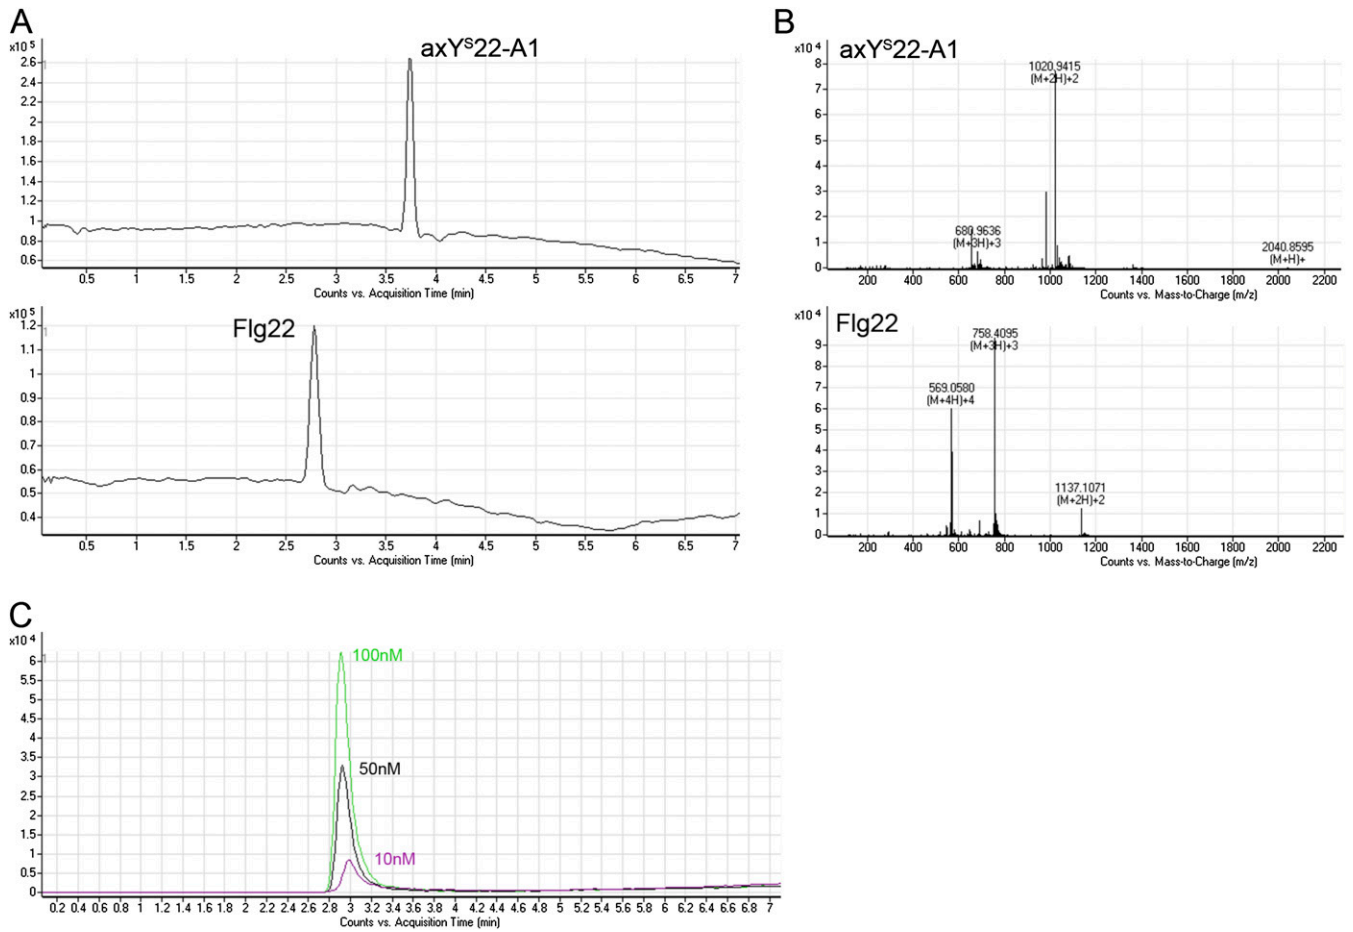 A
x10 5
axYS22-A1
2.6
2.4
2.2
2
1.8
1.6
1.4
1.2
1
0.8
0.6
0.5 1 1.5 2 2.5 3 3.5 4 4.5 5 5.5 6 6.5 7
Counts vs. Acquisition Time (min)
x10 5
Flg22
1.2
1
1.1
1
0.9
0.8
0.7
0.6
0.5
0.4
0.5 1 1.5 2 2.5 3 3.5 4 4.5 5 5.5 6 6.5 7
Counts vs. Acquisition Time (min)
B
x10 4
axYS22-A1
8
7
6
5
4
3
2
1
0
1020.9415
(M+2H)+2
680.9636
(M+3H)+3
2040.8595
(M+H)+
200 400 600 800 1000 1200 1400 1600 1800 2000 2200
Counts vs. Mass-to-Charge (m/z)
x10 4
Flg22
9
8
7
6
5
4
3
2
1
0
758.4095
(M+3H)+3
569.0580
(M+4H)+4
1137.1071
(M+2H)+2
200 400 600 800 1000 1200 1400 1600 1800 2000 2200
Counts vs. Mass-to-Charge (m/z)
C
x10 4
6
1
5.5
5
4.5
4
3.5
3
2.5
2
1.5
1
0.5
0
100nM
50nM
10nM
0.2 0.4 0.6 0.8 1 1.2 1.4 1.6 1.8 2 2.2 2.4 2.6 2.8 3 3.2 3.4 3.6 3.8 4 4.2 4.4 4.6 4.8 5 5.2 5.4 5.6 5.8 6 6.2 6.4 6.6 6.8 7
Counts vs. Acquisition Time (min)